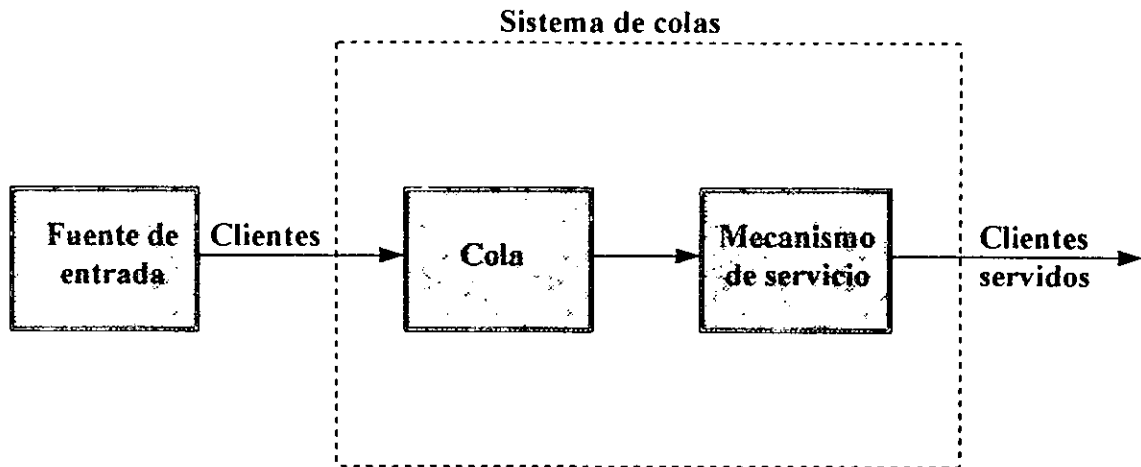 Sistema de colas
Fuente de
entrada
Clientes
Cola
Mecanismo
de servicio
Clientes
servidos